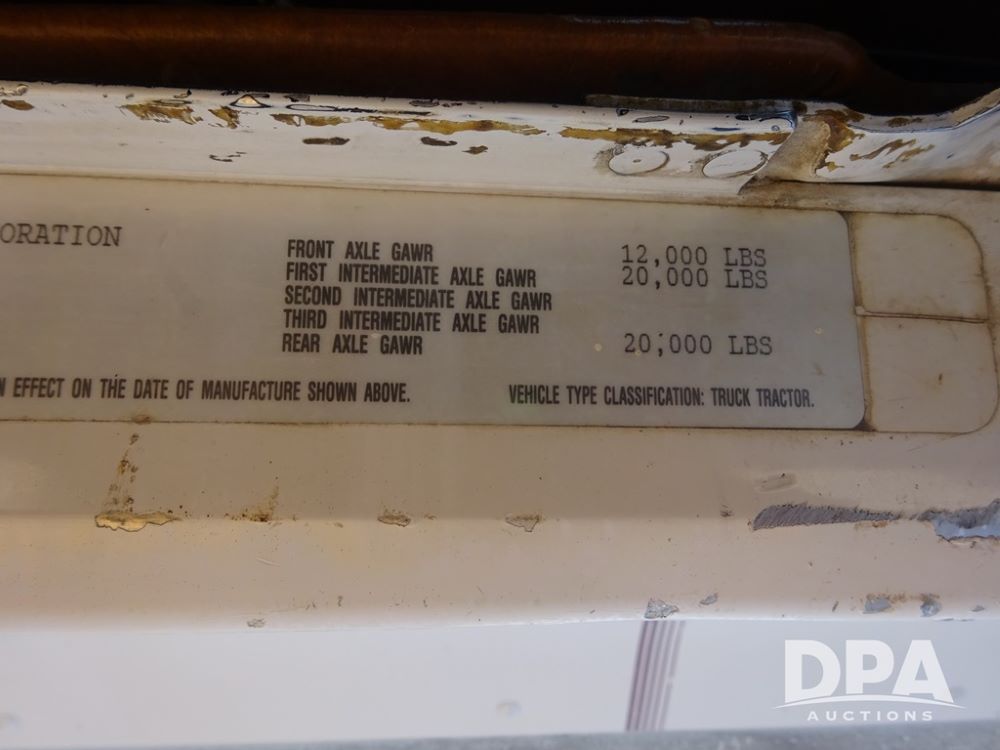 ORATION
FRONT AXLE GAWR 12,000 LBS
FIRST INTERMEDIATE AXLE GAWR 20,000 LBS
SECOND INTERMEDIATE AXLE GAWR
THIRD INTERMEDIATE AXLE GAWR
REAR AXLE GAWR 20,000 LBS
N EFFECT ON THE DATE OF MANUFACTURE SHOWN ABOVE. VEHICLE TYPE CLASSIFICATION: TRUCK TRACTOR.
DPA
AUCTIONS